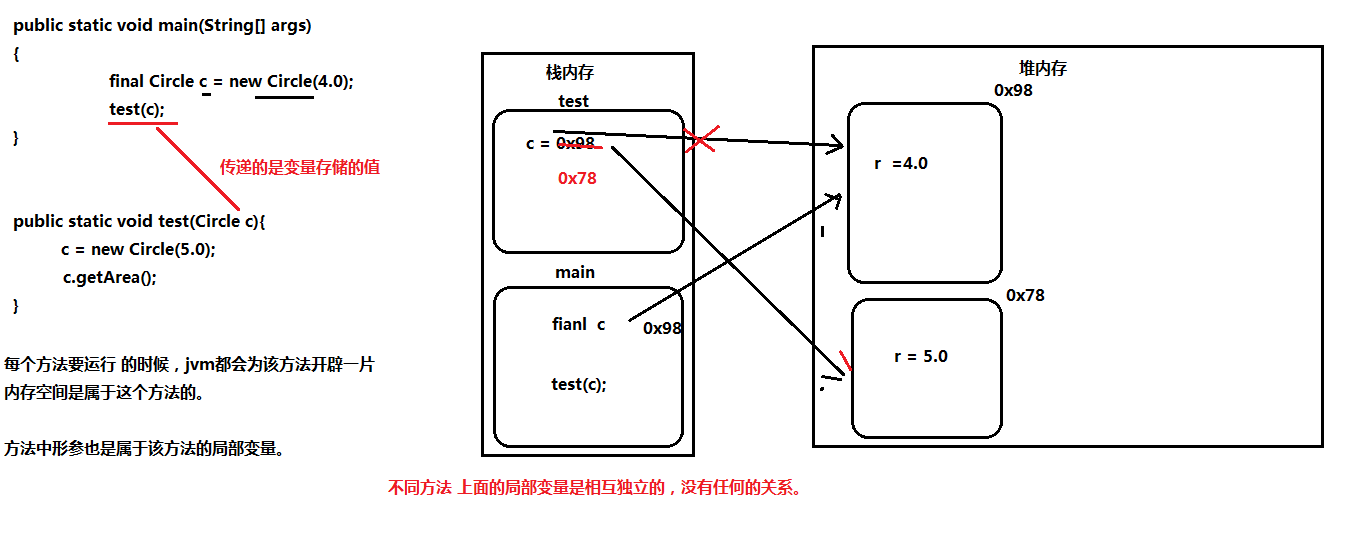 public static void main(String[] args)
{
final Circle c = new Circle(4.0);
test(c);
}
传递的是变量存储的值
public static void test(Circle c){
c = new Circle(5.0);
c.getArea();
}
每个方法要运行 的时候，jvm都会为该方法开辟一片
内存空间是属于这个方法的。
方法中形参也是属于该方法的局部变量。
栈内存
test
c = 0x98
0x78
main
fianl c
0x98
test(c);
堆内存
0x98
r =4.0
0x78
r = 5.0
不同方法 上面的局部变量是相互独立的，没有任何的关系。